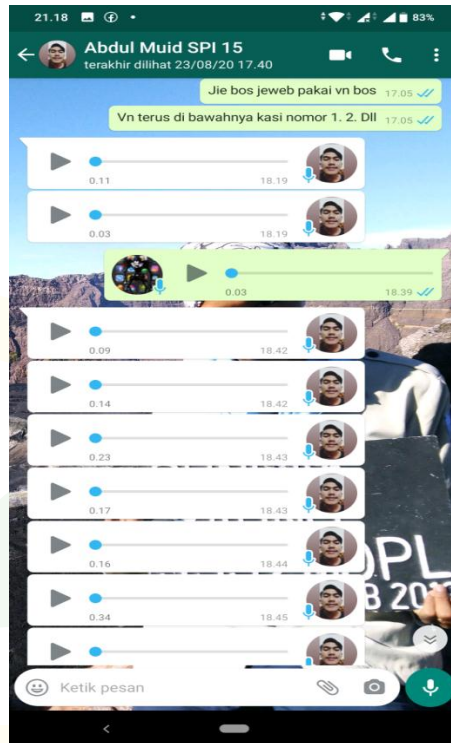 21.18
83%
Abdul Muid SPI 15
terakhir dilihat 23/08/20 17.40
Jie bos jeweb pakai vn bos 17.05
Vn terus di bawahnya kasi nomor 1. 2. Dll 17.05
0.11 18.19
0.03 18.19
0.03 18.39
0.09 18.42
0.14 18.42
0.23 18.43
0.17 18.43
0.16 18.44
OPL
0.34 18.45
B 20
Ketik pesan